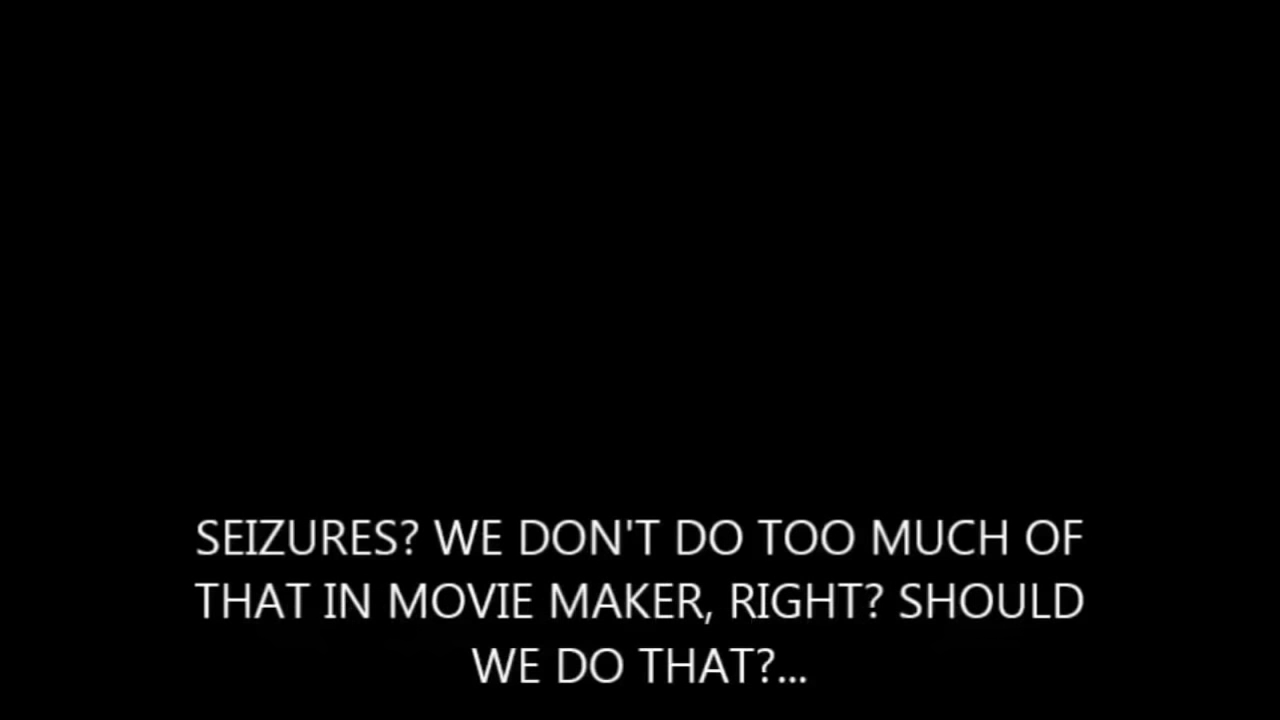 SEIZURES? WE DON'T DO TOO MUCH OF
THAT IN MOVIE MAKER, RIGHT? SHOULD
WE DO THAT?...